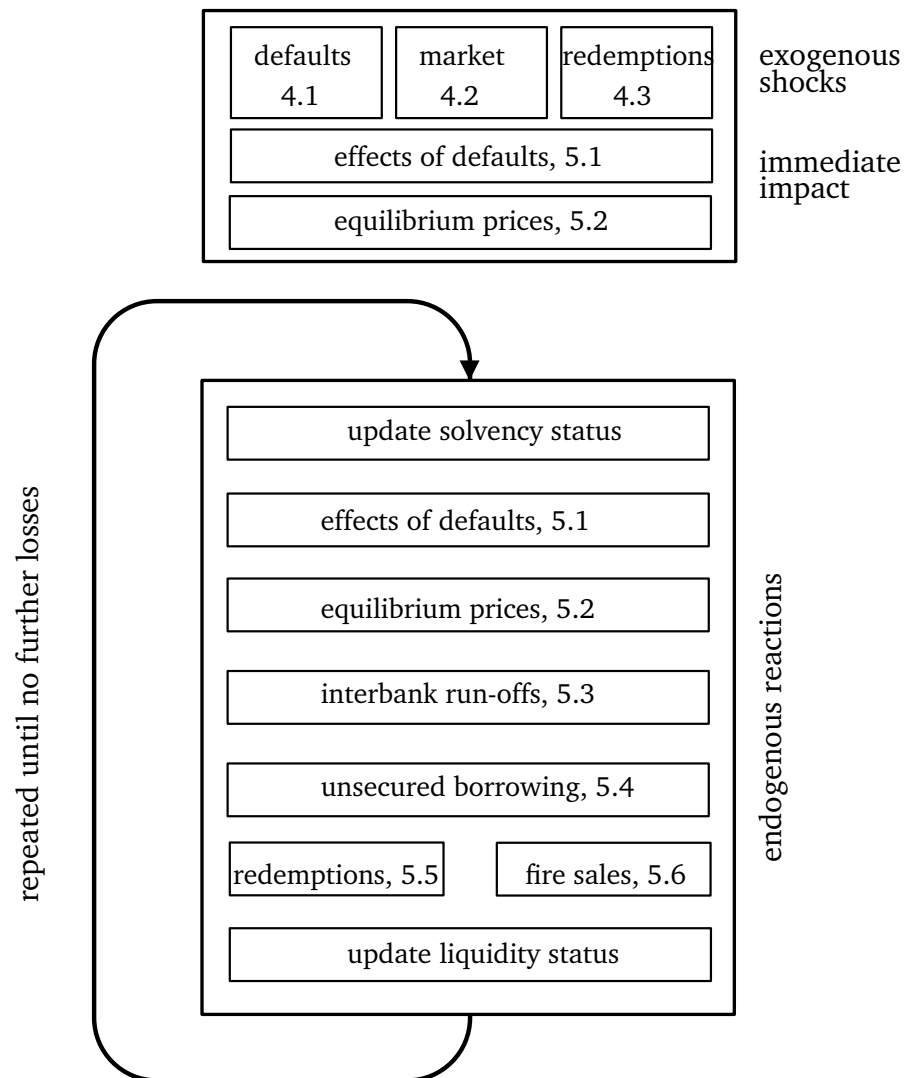 defaults
4.1
market
4.2
redemptions
4.3
exogenous
shocks
effects of defaults, 5.1
immediate
impact
equilibrium prices, 5.2
repeated until no further losses
update solvency status
effects of defaults, 5.1
equilibrium prices, 5.2
interbank run-offs, 5.3
unsecured borrowing, 5.4
redemptions, 5.5
fire sales, 5.6
update liquidity status
endogenous reactions